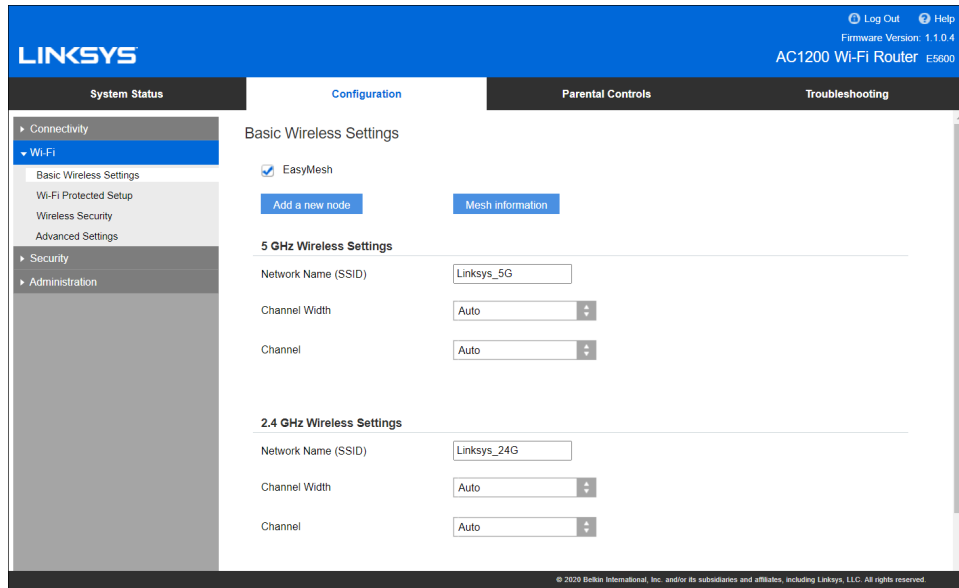 Log Out Help
Firmware Version: 1.1.0.4
LINKSYS
AC1200 Wi-Fi Router E5600
System Status Configuration Parental Controls Troubleshooting
Connectivity
Wi-Fi
Basic Wireless Settings
Wi-Fi Protected Setup
Wireless Security
Advanced Settings
Security
Administration
Basic Wireless Settings
EasyMesh
Add a new node Mesh information
5 GHz Wireless Settings
Network Name (SSID) Linksys_5G
Channel Width Auto
Channel Auto
2.4 GHz Wireless Settings
Network Name (SSID) Linksys_24G
Channel Width Auto
Channel Auto
© 2020 Belkin International, Inc. and/or its subsidiaries and affiliates, including Linksys, LLC. All rights reserved.